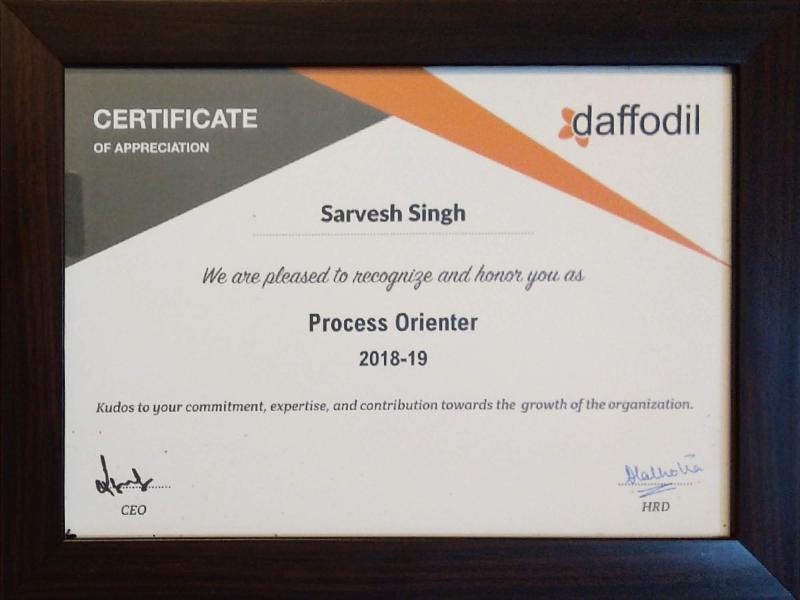 CERTIFICATE
OF APPRECIATION
daffodil
Sarvesh Singh
We are pleased to recognize and honor you as
Process Orienter
2018-19
Kudos to your commitment, expertise, and contribution towards the growth of the organization.
CEO
HRD